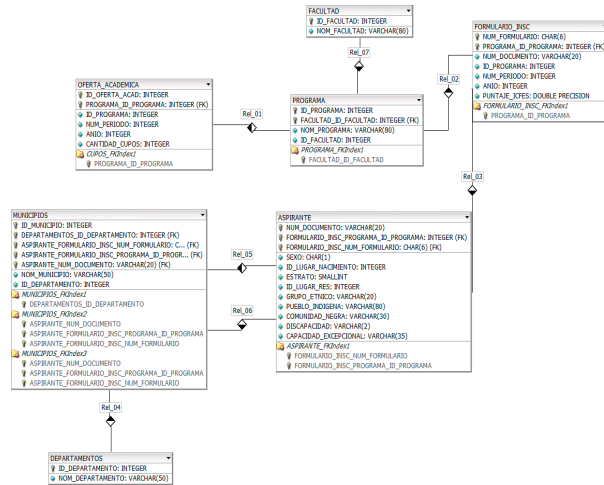 FACULTAD
ID_FACULTAD: INTEGER
NOM_FACULTAD: VARCHAR(80)
Rel_07
FORMULARIO_INSC
NUM_FORMULARIO: CHAR(6)
PROGRAMA_ID_PROGRAMA: INTEGER (FK)
NUM_DOCUMENTO: VARCHAR(20)
ID_PROGRAMA: INTEGER
NUM_PERIODO: INTEGER
ANIO: INTEGER
PUNTAJE_ICFES: DOUBLE PRECISION
FORMULARIO_INSC_FKIndex1
PROGRAMA_ID_PROGRAMA
Rel_02
OFERTA_ACADEMICA
ID_OFERTA_ACAD: INTEGER
PROGRAMA_ID_PROGRAMA: INTEGER (FK)
ID_PROGRAMA: INTEGER
NUM_PERIODO: INTEGER
ANIO: INTEGER
CANTIDAD_CUPOS: INTEGER
CUPOS_FKIndex1
PROGRAMA_ID_PROGRAMA
Rel_01
PROGRAMA
ID_PROGRAMA: INTEGER
FACULTAD_ID_FACULTAD: INTEGER (FK)
NOM_PROGRAMA: VARCHAR(80)
ID_FACULTAD: INTEGER
PROGRAMA_FKIndex1
FACULTAD_ID_FACULTAD
Rel_03
MUNICIPIOS
ID_MUNICIPIO: INTEGER
DEPARTAMENTOS_ID_DEPARTAMENTO: INTEGER (FK)
ASPIRANTE_FORMULARIO_INSC_NUM_FORMULARIO: C... (FK)
ASPIRANTE_FORMULARIO_INSC_PROGRAMA_ID_PROGR... (FK)
ASPIRANTE_NUM_DOCUMENTO: VARCHAR(20) (FK)
NOM_MUNICIPIO: VARCHAR(50)
ID_DEPARTAMENTO: INTEGER
MUNICIPIOS_FKIndex1
DEPARTAMENTOS_ID_DEPARTAMENTO
MUNICIPIOS_FKIndex2
ASPIRANTE_NUM_DOCUMENTO
ASPIRANTE_FORMULARIO_INSC_PROGRAMA_ID_PROGRAMA
ASPIRANTE_FORMULARIO_INSC_NUM_FORMULARIO
MUNICIPIOS_FKIndex3
ASPIRANTE_NUM_DOCUMENTO
ASPIRANTE_FORMULARIO_INSC_PROGRAMA_ID_PROGRAMA
ASPIRANTE_FORMULARIO_INSC_NUM_FORMULARIO
Rel_05
Rel_06
ASPIRANTE
NUM_DOCUMENTO: VARCHAR(20)
FORMULARIO_INSC_PROGRAMA_ID_PROGRAMA: INTEGER (FK)
FORMULARIO_INSC_NUM_FORMULARIO: CHAR(6) (FK)
SEXO: CHAR(1)
ID_LUGAR_NACIMIENTO: INTEGER
ESTRATO: SMALLINT
ID_LUGAR_RES: INTEGER
GRUPO_ETNICO: VARCHAR(20)
PUEBLO_INDIGENA: VARCHAR(80)
COMUNIDAD_NEGRA: VARCHAR(30)
DISCAPACIDAD: VARCHAR(2)
CAPACIDAD_EXCEPCIONAL: VARCHAR(35)
ASPIRANTE_FKIndex1
FORMULARIO_INSC_NUM_FORMULARIO
FORMULARIO_INSC_PROGRAMA_ID_PROGRAMA
Rel_04
DEPARTAMENTOS
ID_DEPARTAMENTO: INTEGER
NOM_DEPARTAMENTO: VARCHAR(50)